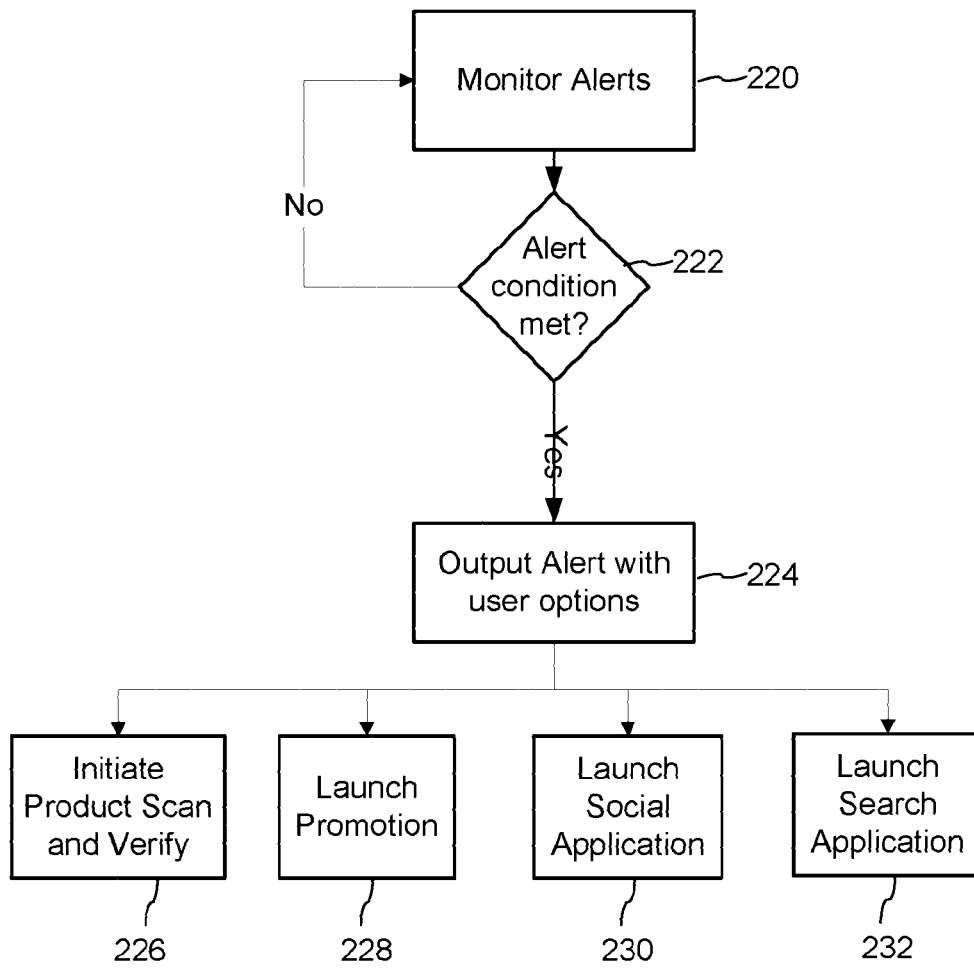 Monitor Alerts
220
No
Alert
condition
met?
222
Yes
Output Alert with
user options
224
Initiate
Product Scan
and Verify
Launch
Promotion
Launch
Social
Application
Launch
Search
Application
226
228
230
232